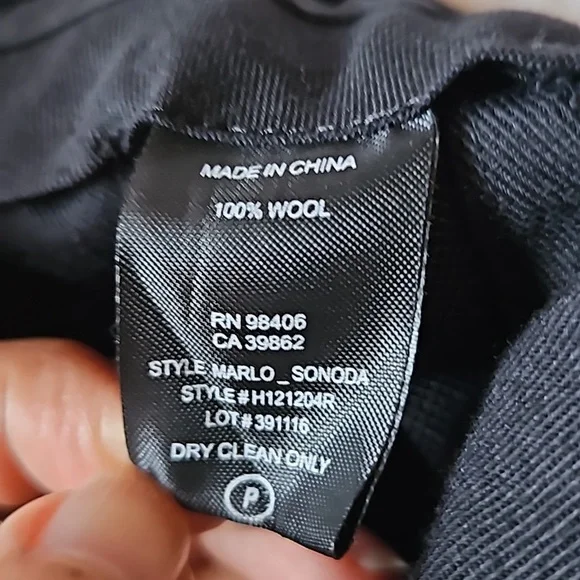 MADE IN CHINA
100% WOOL
RN 98406
CA 39862
STYLE MARLO_SONODA
STYLE#H121204R
LOT#391116
DRY CLEAN ONLY
P